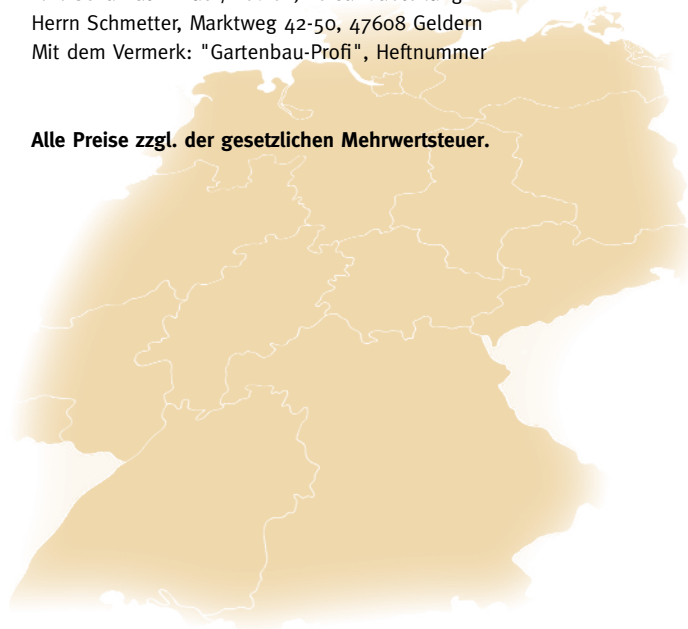 Herrn Schmetter, Marktweg 42-50, 47608 Geldern
Mit dem Vermerk: "Gartenbau-Profi", Heftnummer
Alle Preise zzgl. der gesetzlichen Mehrwertsteuer.